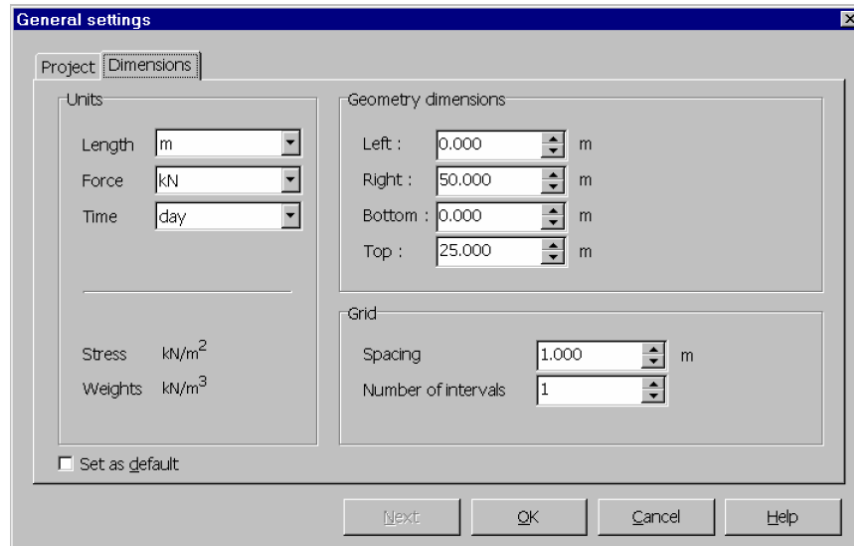 General settings
Project Dimensions
Units
Length m
Force kN
Time day
Stress kN/m²
Weights kN/m³
Geometry dimensions
Left : 0.000 m
Right : 50.000 m
Bottom : 0.000 m
Top : 25.000 m
Grid
Spacing 1.000 m
Number of intervals 1
Set as default
Next OK Cancel Help